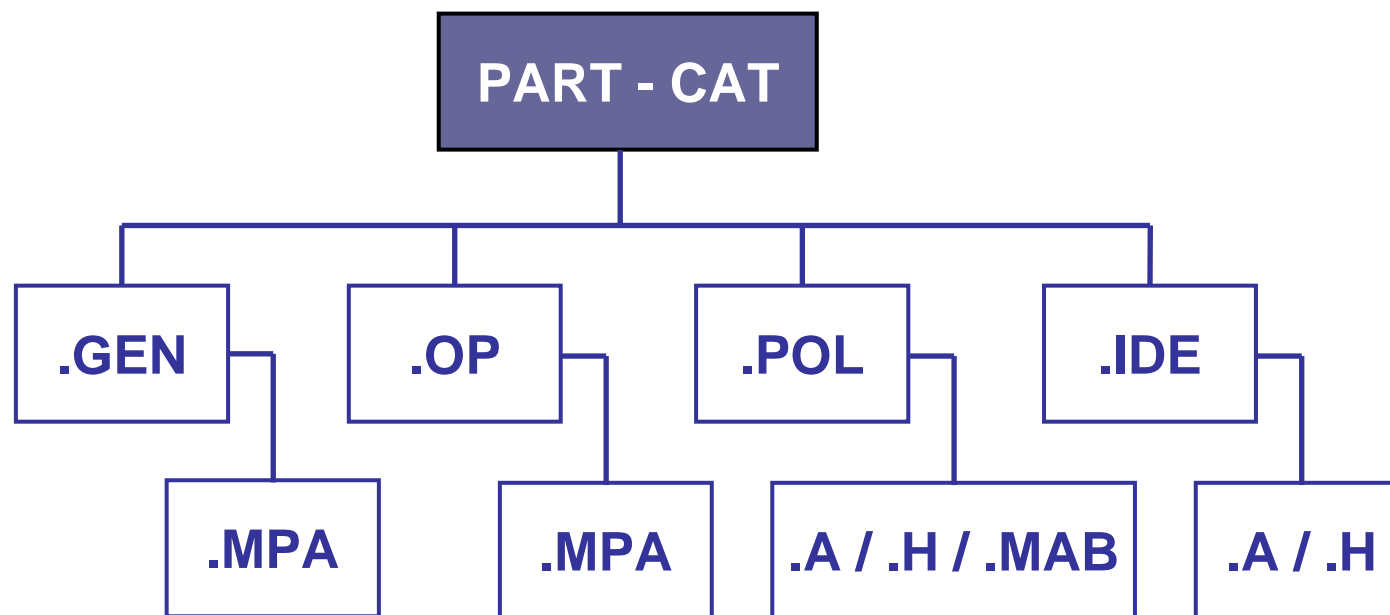 PART - CAT
.GEN
.OP
.POL
.IDE
.MPA
.MPA
.A / .H / .MAB
.A / .H